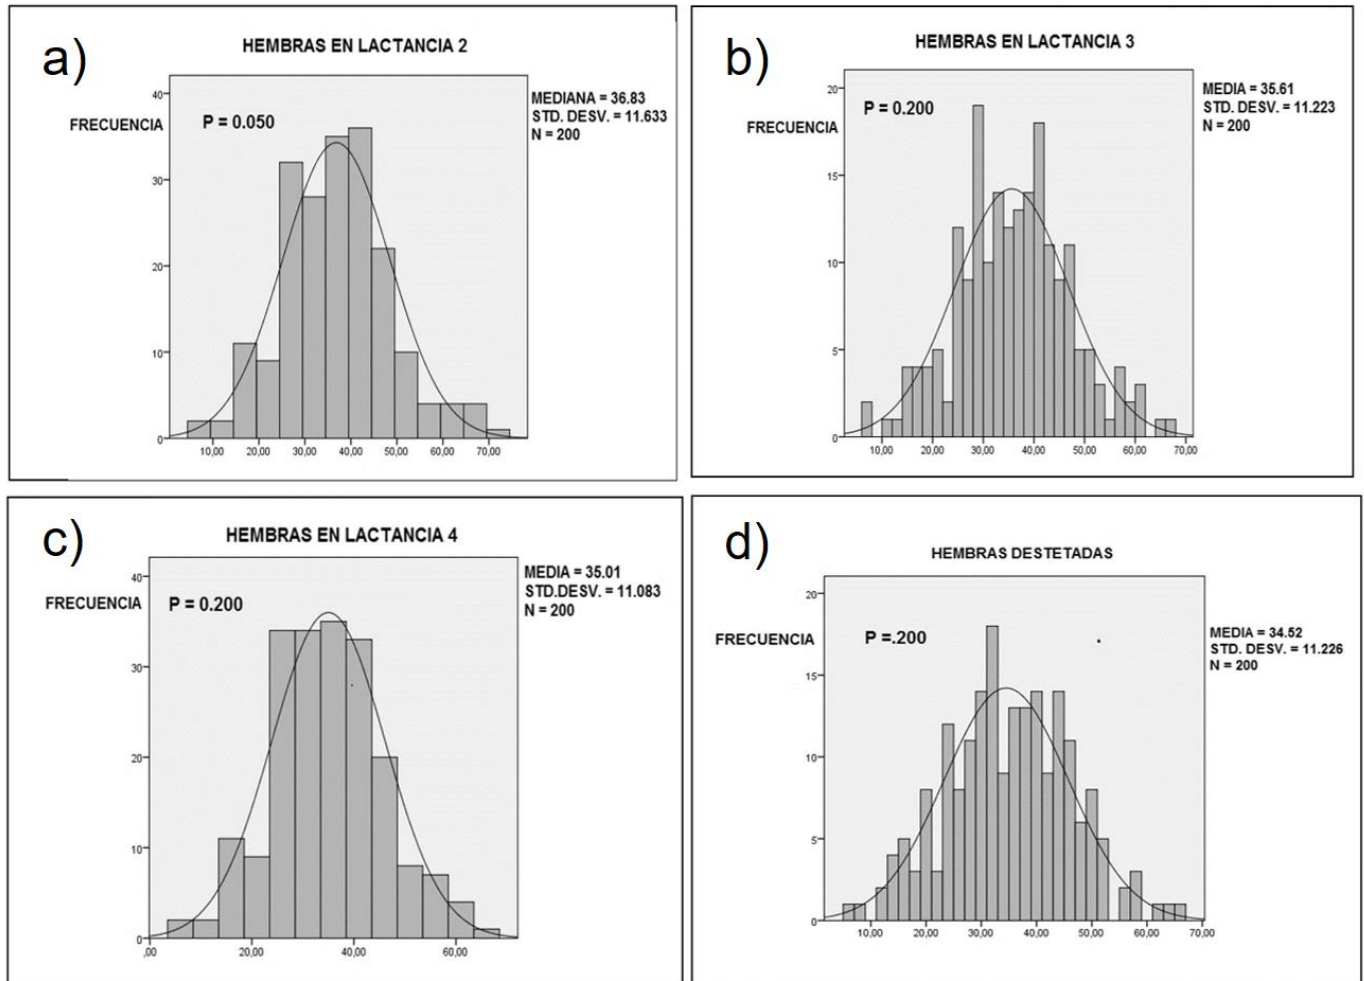 a)
HEMBRAS EN LACTANCIA 2
MEDIANA = 36.83
STD. DESV. = 11.633
N = 200
FRECUENCIA
P = 0.050
40
30
20
10
0
10,00 20,00 30,00 40,00 50,00 60,00 70,00
b)
HEMBRAS EN LACTANCIA 3
MEDIA = 35.61
STD. DESV. = 11.223
N = 200
FRECUENCIA
P = 0.200
20
15
10
5
0
10,00 20,00 30,00 40,00 50,00 60,00 70,00
c)
HEMBRAS EN LACTANCIA 4
MEDIA = 35.01
STD.DESV. = 11.083
N = 200
FRECUENCIA
P = 0.200
40
30
20
10
0
,00 20,00 40,00 60,00
d)
HEMBRAS DESTETADAS
MEDIA = 34.52
STD. DESV. = 11.226
N = 200
FRECUENCIA
P =.200
20
15
10
5
0
10,00 20,00 30,00 40,00 50,00 60,00 70,00